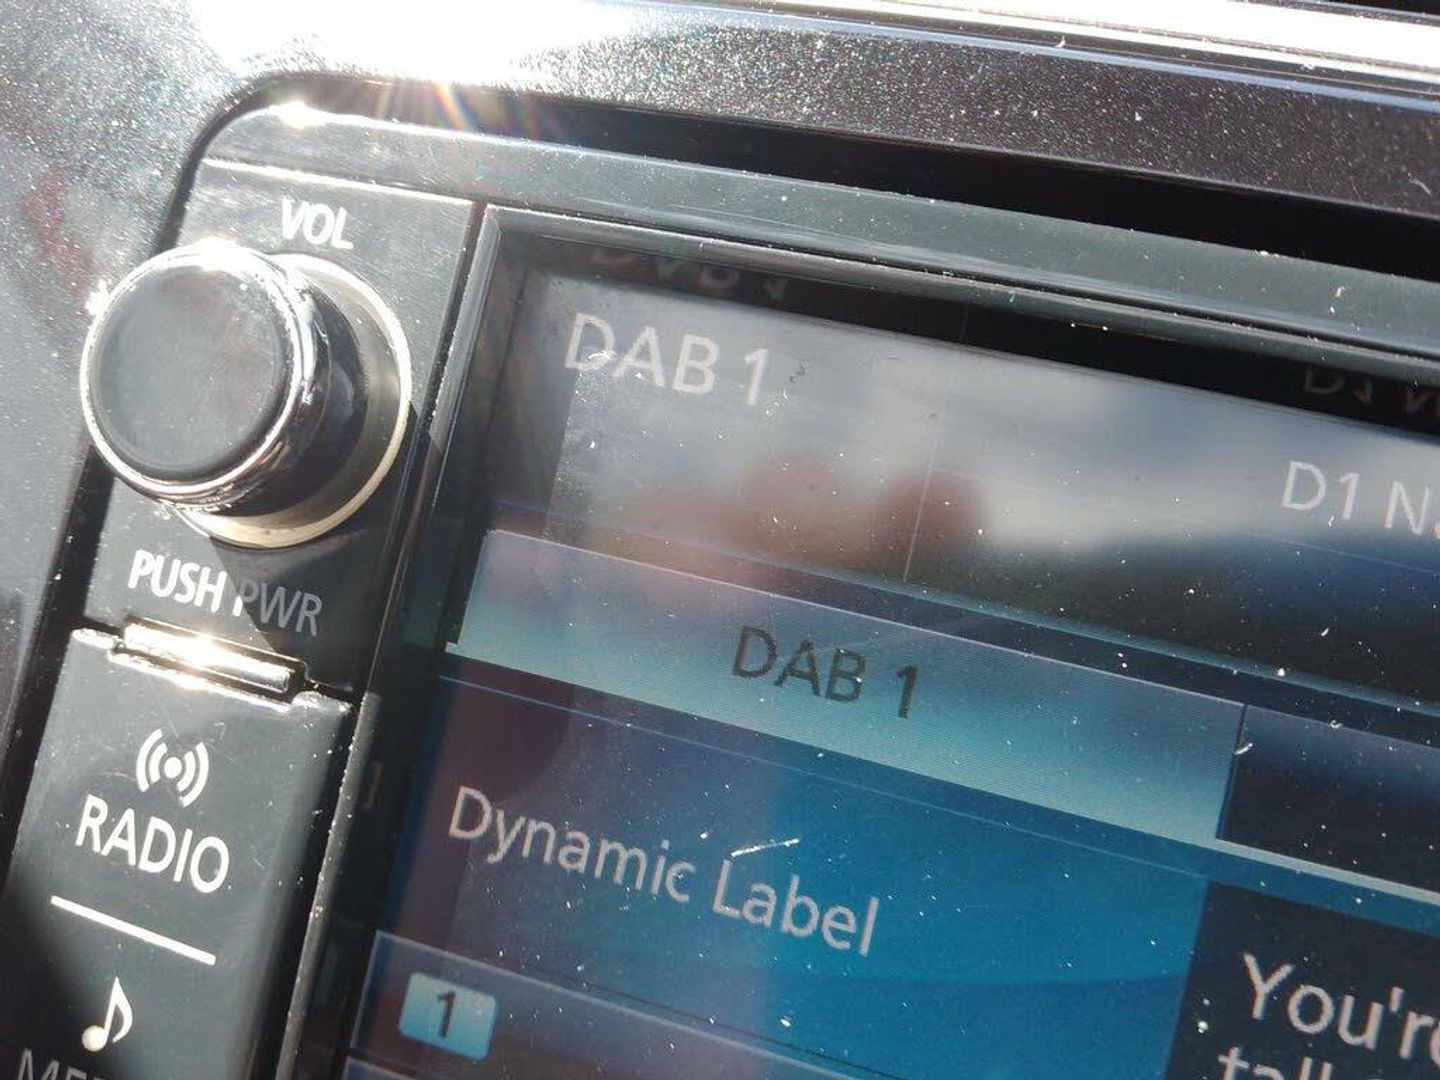 VOL
DAB 1
D1 N
PUSH PWR
DAB 1
RADIO
Dynamic Label
You're
1